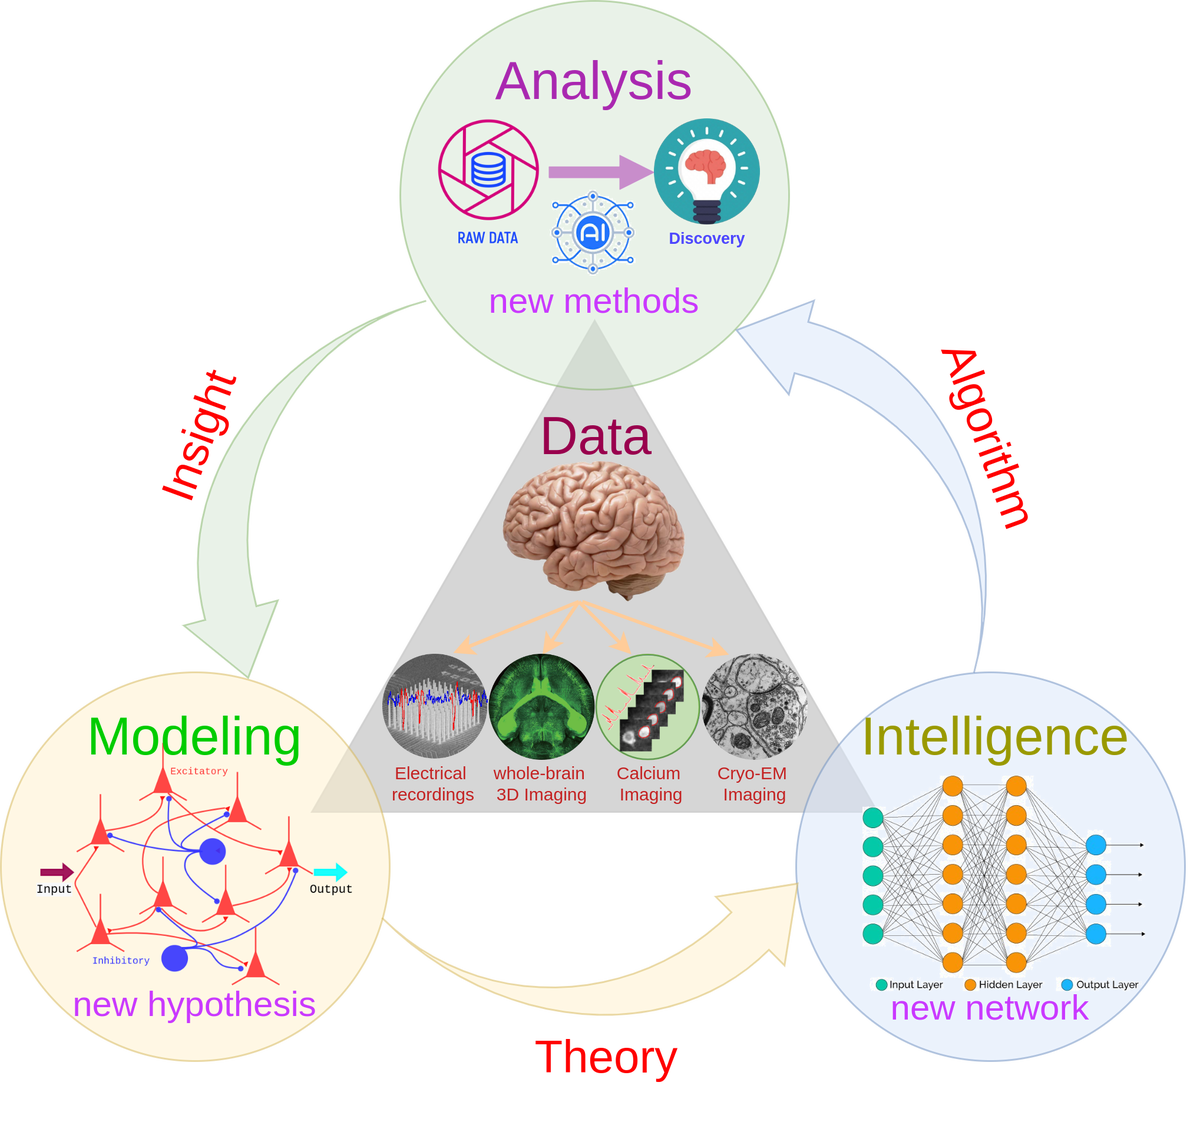 Analysis
RAW DATA
AI
Discovery
new methods
Insight
Algorithm
Data
Electrical
recordings
whole-brain
3D Imaging
Calcium
Imaging
Cryo-EM
Imaging
Modeling
Excitatory
Input
Output
Inhibitory
new hypothesis
Intelligence
Input Layer
Hidden Layer
Output Layer
new network
Theory